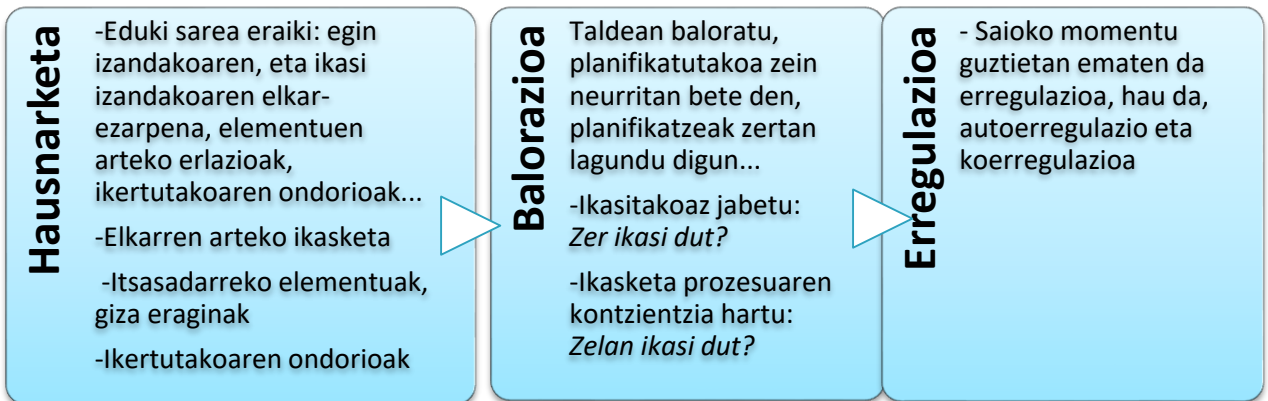 Hausnarketa
-Eduki sarea eraiki: egin
izandakoaren, eta ikasi
izandakoaren elkar-
ezarpena, elementuen
arteko erlazioak,
ikertutakoaren ondorioak...
-Elkarren arteko ikasketa
-Itsasadarreko elementuak,
giza eraginak
-Ikertutakoaren ondorioak
Balorazioa
Taldean baloratu,
planifikatutakoa zein
neurritan bete den,
planifikatzeak zertan
lagundu digun...
-Ikasitakoaz jabetu:
Zer ikasi dut?
-Ikasketa prozesuaren
kontzientzia hartu:
Zelan ikasi dut?
Erregulazioa
- Saioko momentu
guztietan ematen da
erregulazioa, hau da,
autoerregulazio eta
koerregulazioa